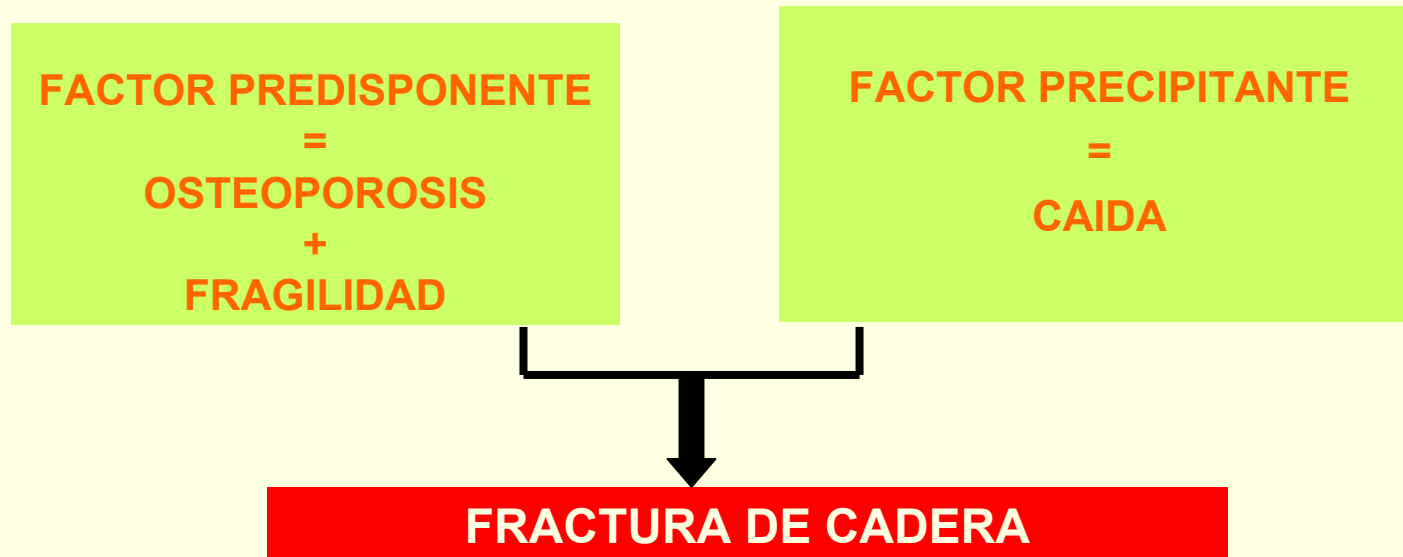 FACTOR PREDISPONENTE
=
OSTEOPOROSIS
+
FRAGILIDAD
FACTOR PRECIPITANTE
=
CAIDA
FRACTURA DE CADERA